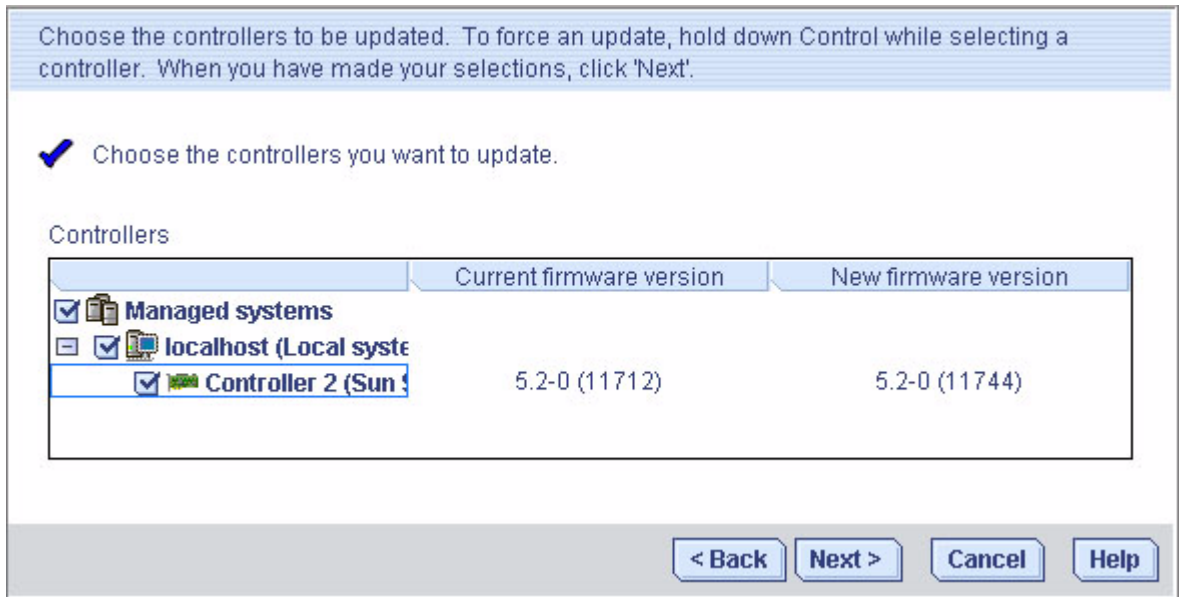 Choose the controllers to be updated.  To force an update, hold down Control while selecting a
controller.  When you have made your selections, click 'Next'.
Choose the controllers you want to update.
Controllers
Current firmware version New firmware version
Managed systems
localhost (Local syste
Controller 2 (Sun 5.2-0 (11712) 5.2-0 (11744)
< Back Next > Cancel Help